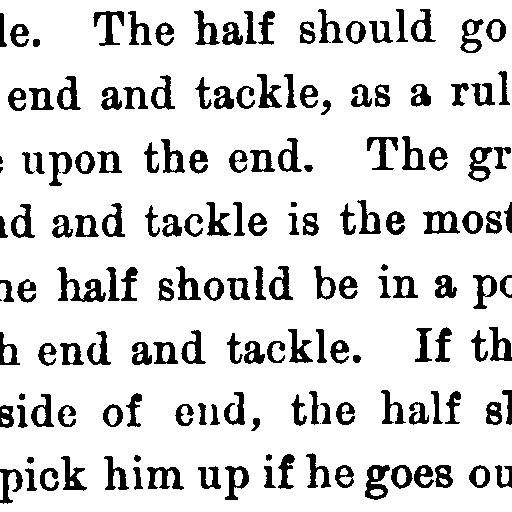 le. The half should go
end and tackle, as a rul
upon the end. The gr
nd and tackle is the most
he half should be in a po
h end and tackle. If th
side of end, the half sh
pick him up if he goes ou